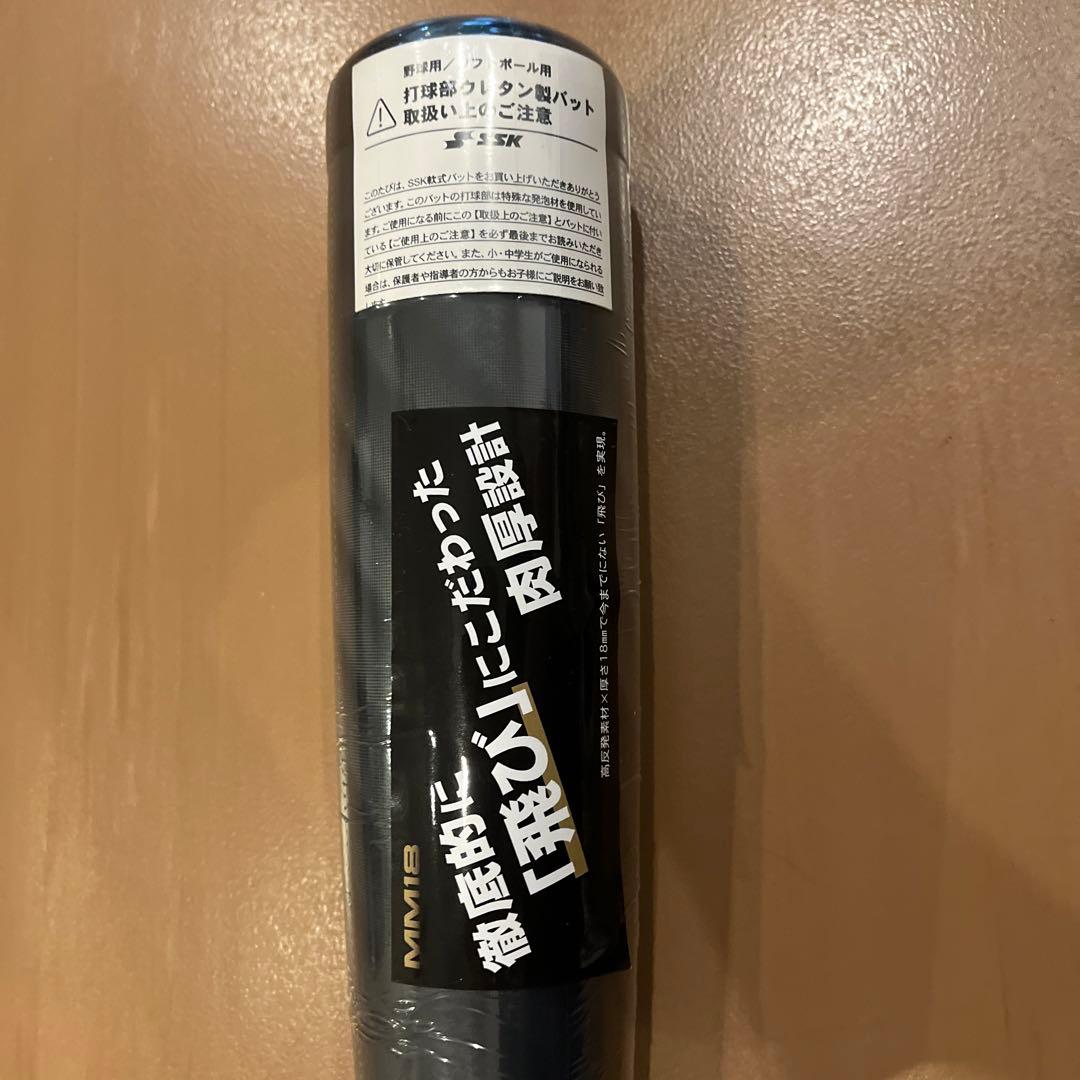 野球用/ソフトボール用
打球部ウレタン製バット
取扱い上のご注意
SSK
このたびは、SSK軟式バットをお買い上げいただきありがとう
ございます。このバットの打球部は特殊な発泡材を使用してい
ます。ご使用になる前にこの【取扱上のご注意】とバットに付い
ている【ご使用上のご注意】を必ず最後までお読みいただき
大切に保管してください。また、小・中学生がご使用になられる
場合は、保護者や指導者の方からもお子様にご説明をお願い致
します。
MM18
徹底的に
「飛び」にこだわった
肉厚設計
高反発素材×厚さ18mmで今までにない「飛び」を実現。